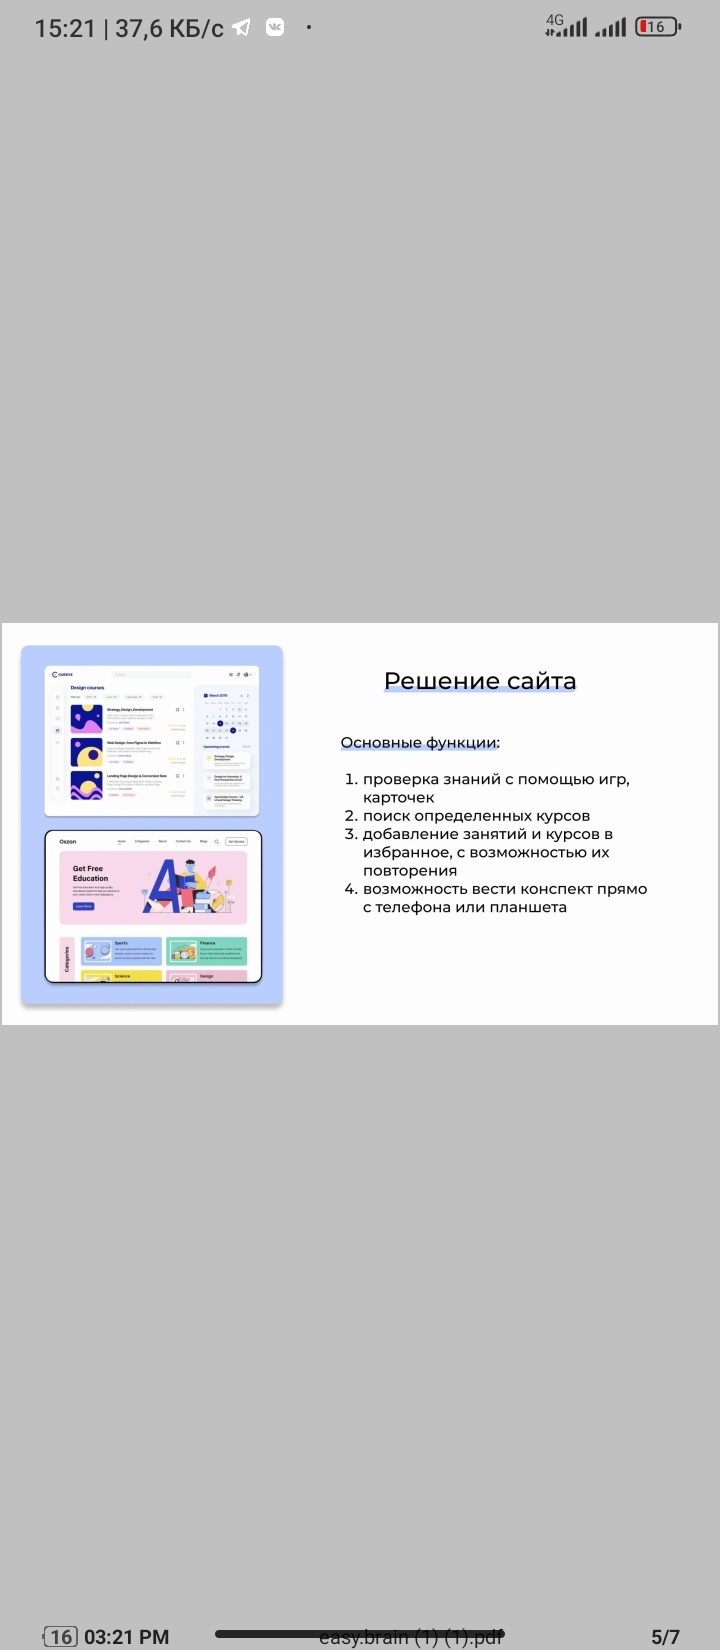 15:21 | 37,6 КБ/с
4G
16
Решение сайта
Основные функции:
1. проверка знаний с помощью игр,
карточек
2. поиск определенных курсов
3. добавление занятий и курсов в
избранное, с возможностью их
повторения
4. возможность вести конспект прямо
с телефона или планшета
Design courses
March 2019
Strategy, Design, Development
Web Design: from Figma to Webflow
Landing Page Design & Conversion Rate
Upcoming events
Oxzon
Home
Categories
About
Contact Us
Blogs
Get Started
Get Free
Education
Learn More
Categories
Sports
Finance
Science
Design
16 03:21 PM
easy.brain (1) (1).pdf
5/7